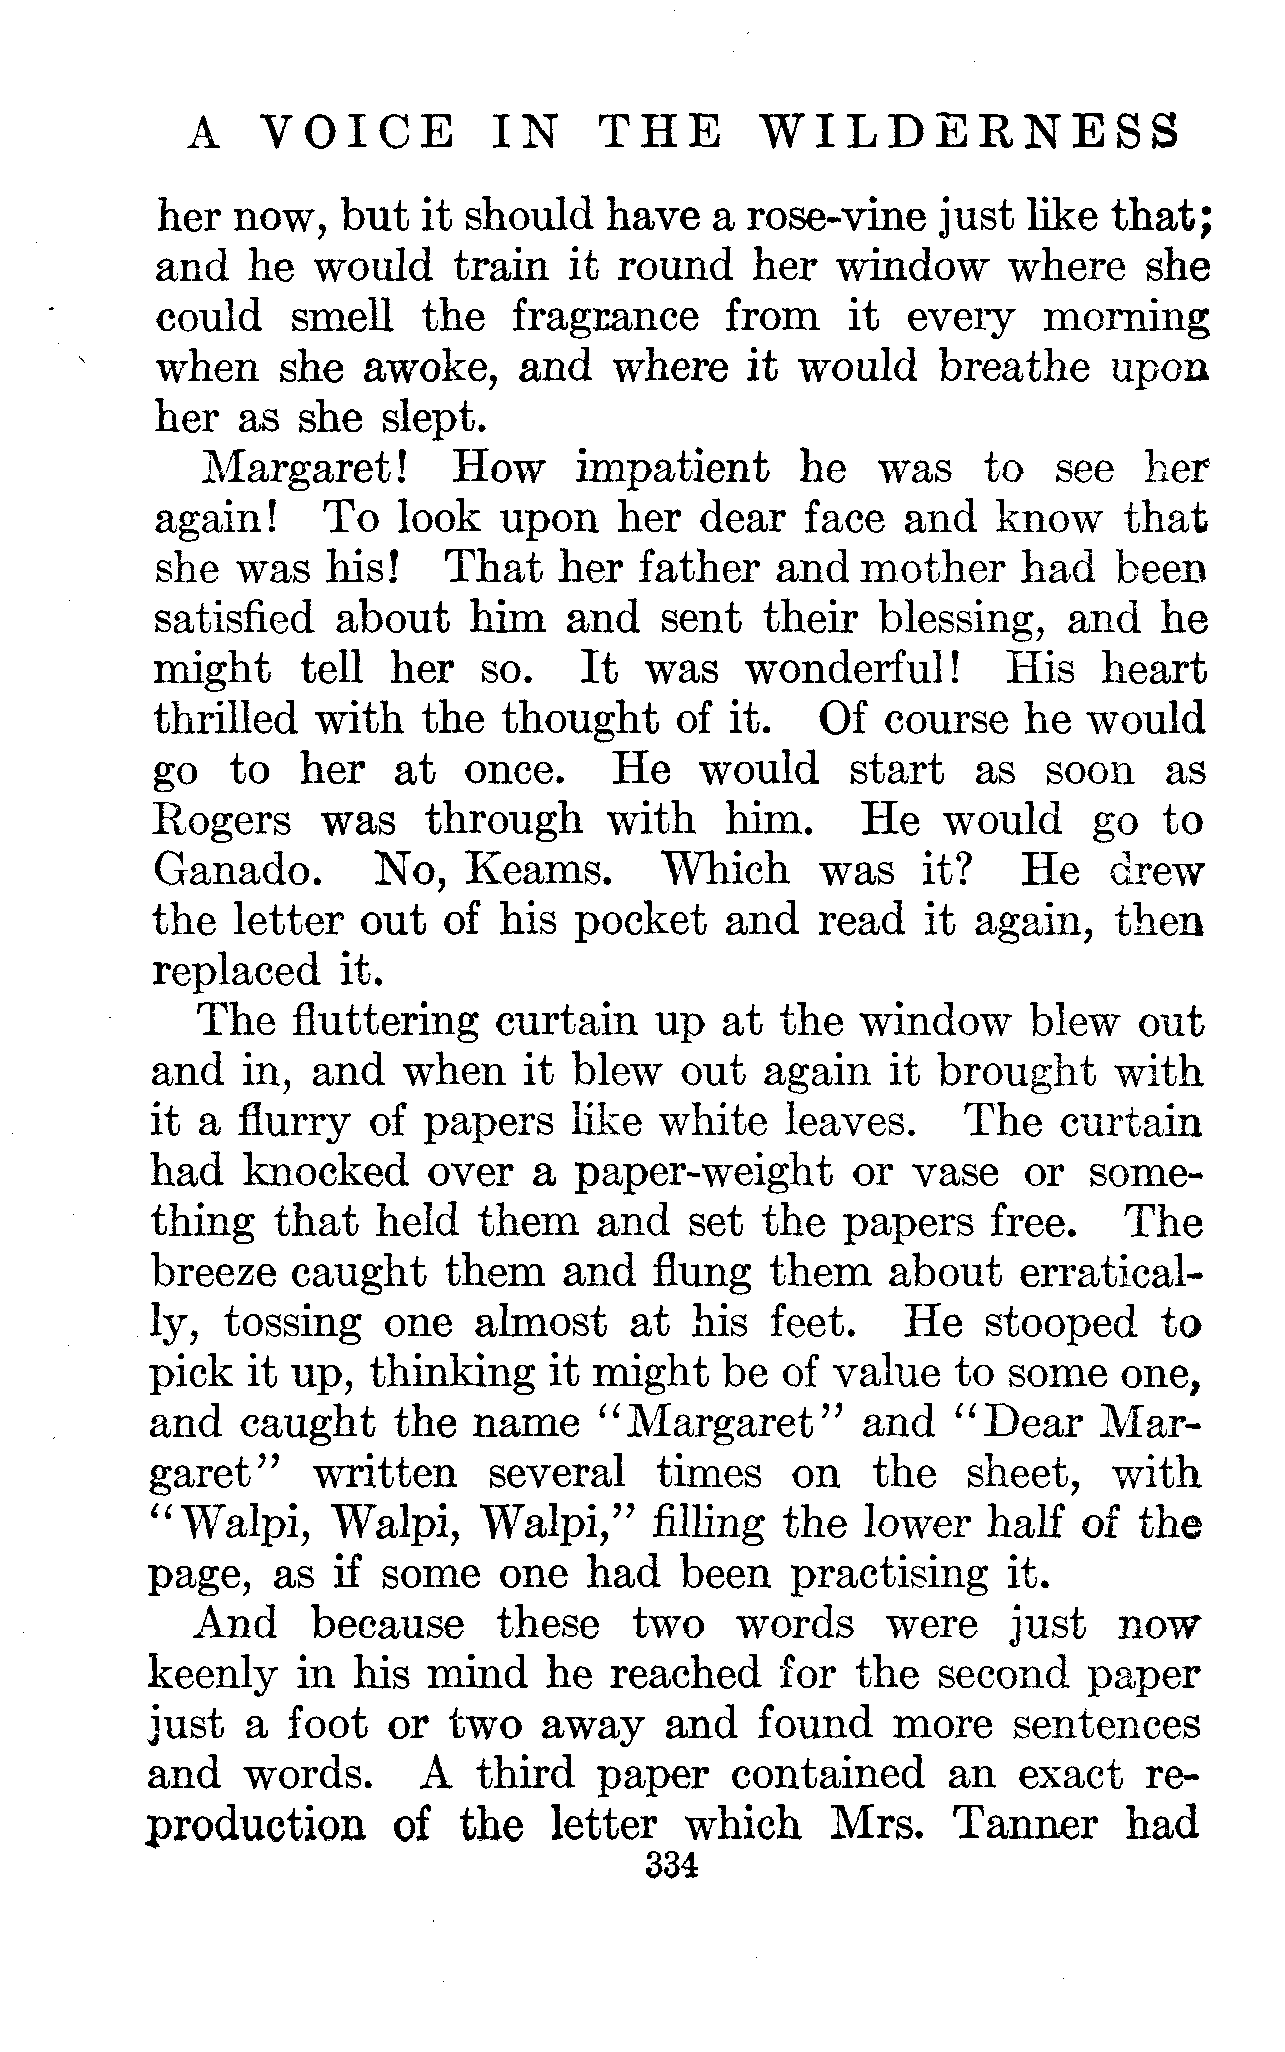 A VOICE IN THE WILDERNESS
her now, but it should have a rose-vine just like that;
and he would train it round her window where she
could smell the fragrance from it every morning
when she awoke, and where it would breathe upon
her as she slept.
Margaret! How impatient he was to see her
again! To look upon her dear face and know that
she was his! That her father and mother had been
satisfied about him and sent their blessing, and he
might tell her so. It was wonderful! His heart
thrilled with the thought of it. Of course he would
go to her at once. He would start as soon as
Rogers was through with him. He would go to
Ganado. No, Keams. Which was it? He drew
the letter out of his pocket and read it again, then
replaced it.
The fluttering curtain up at the window blew out
and in, and when it blew out again it brought with
it a flurry of papers like white leaves. The curtain
had knocked over a paper-weight or vase or some-
thing that held them and set the papers free. The
breeze caught them and flung them about erratical-
ly, tossing one almost at his feet. He stooped to
pick it up, thinking it might be of value to some one,
and caught the name "Margaret" and "Dear Mar-
garet" written several times on the sheet, with
"Walpi, Walpi, Walpi," filling the lower half of the
page, as if some one had been practising it.
And because these two words were just now
keenly in his mind he reached for the second paper
just a foot or two away and found more sentences
and words. A third paper contained an exact re-
production of the letter which Mrs. Tanner had
334